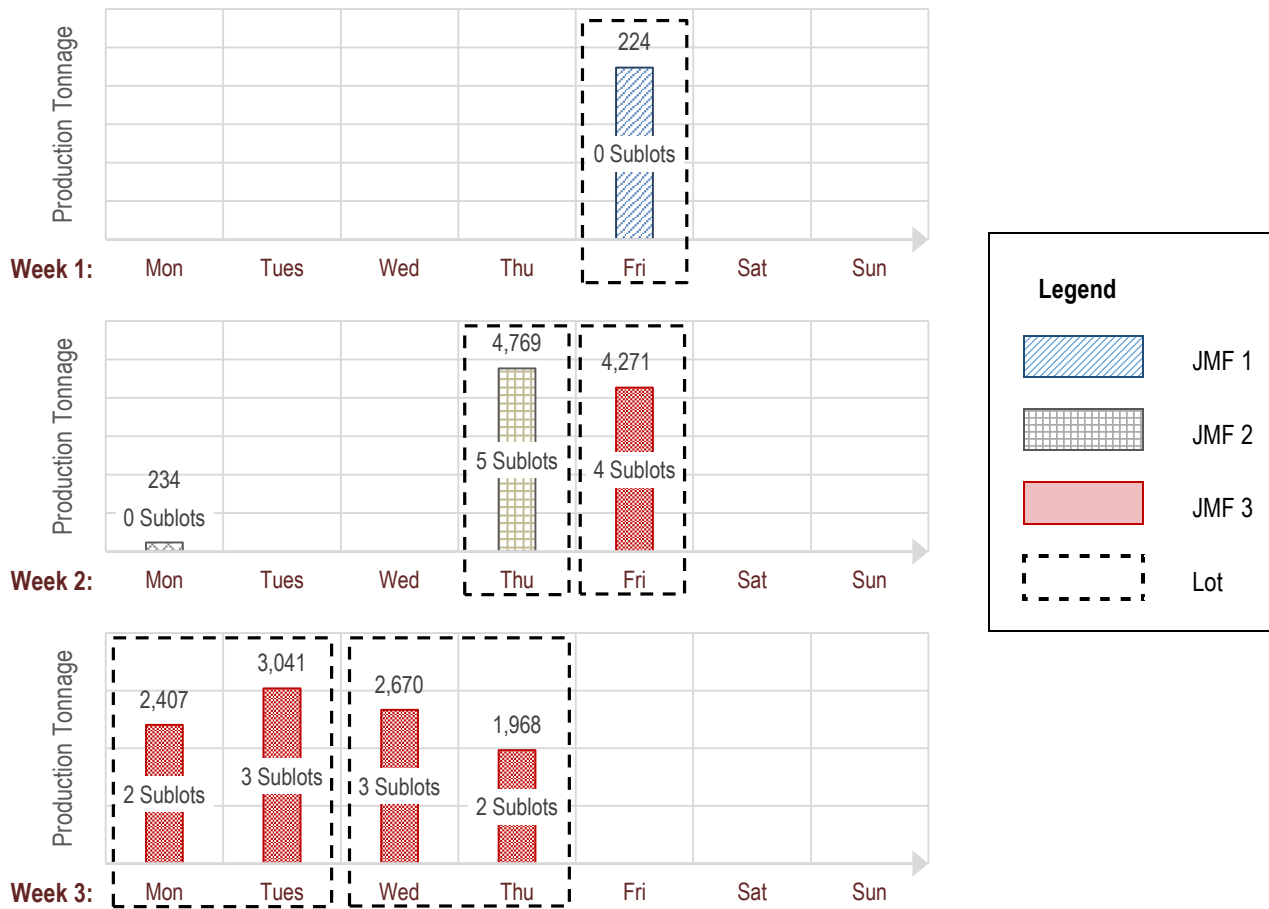 Production Tonnage
224
0 Sublots
Week 1: Mon Tues Wed Thu Fri Sat Sun
Production Tonnage
4,769
4,271
5 Sublots
4 Sublots
234
0 Sublots
Week 2: Mon Tues Wed Thu Fri Sat Sun
Production Tonnage
2,407
3,041
2,670
1,968
2 Sublots
3 Sublots
3 Sublots
2 Sublots
Week 3: Mon Tues Wed Thu Fri Sat Sun
Legend
JMF 1
JMF 2
JMF 3
Lot